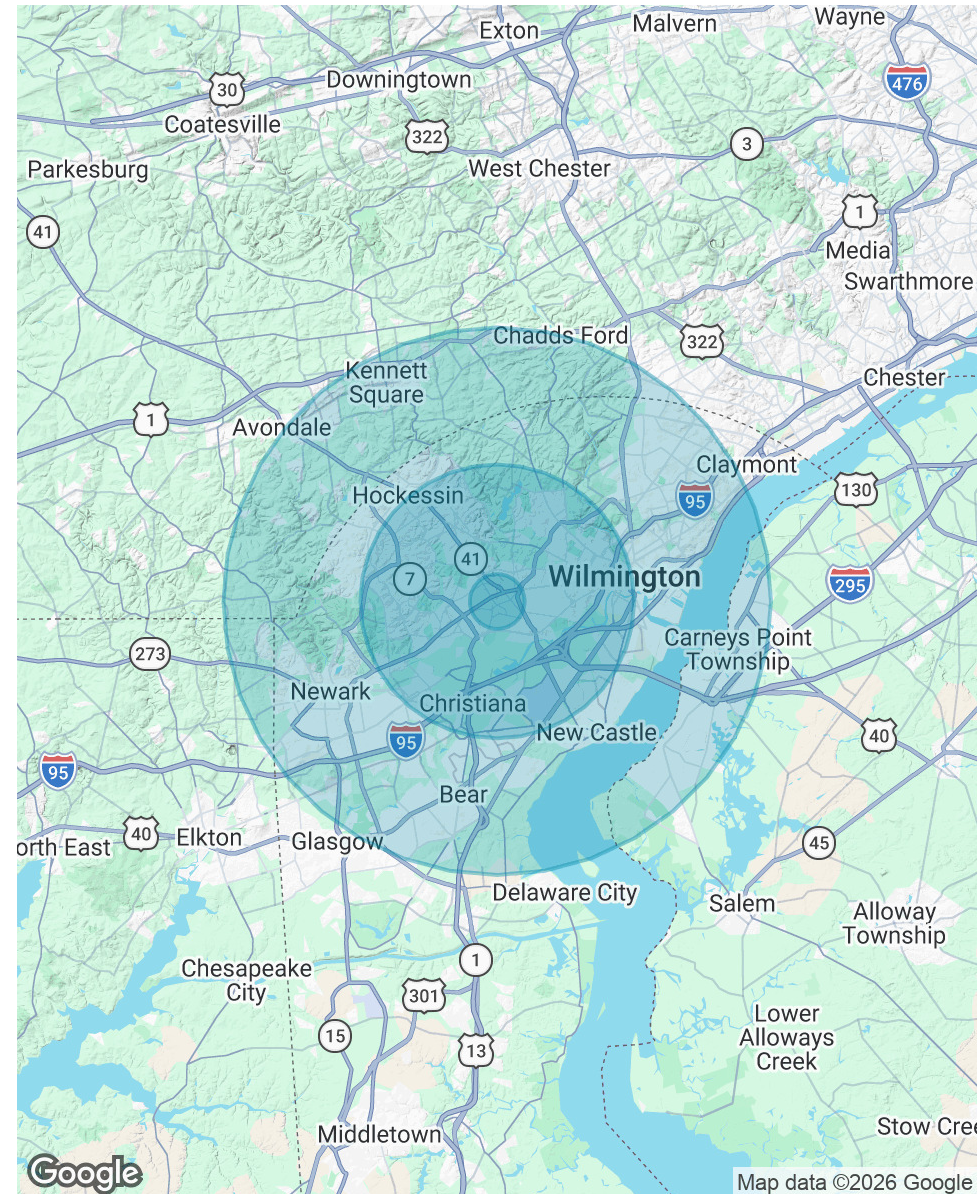 Exton
Malvern
Wayne
30
Downingtown
476
Coatesville
322
3
Parkesburg
West Chester
41
1
Media
Swarthmore
322
Chadds Ford
Kennett
Square
Chester
1
Avondale
Claymont
Hockessin
95
130
41
7
Wilmington
295
273
Carneys Point
Township
Newark
Christiana
95
New Castle
40
95
Bear
40
Elkton
Glasgow
45
orth East
Delaware City
Salem
Alloway
Township
Chesapeake
City
1
301
15
Lower
Alloways
Creek
13
Middletown
Stow Cree
Google
Map data ©2026 Google